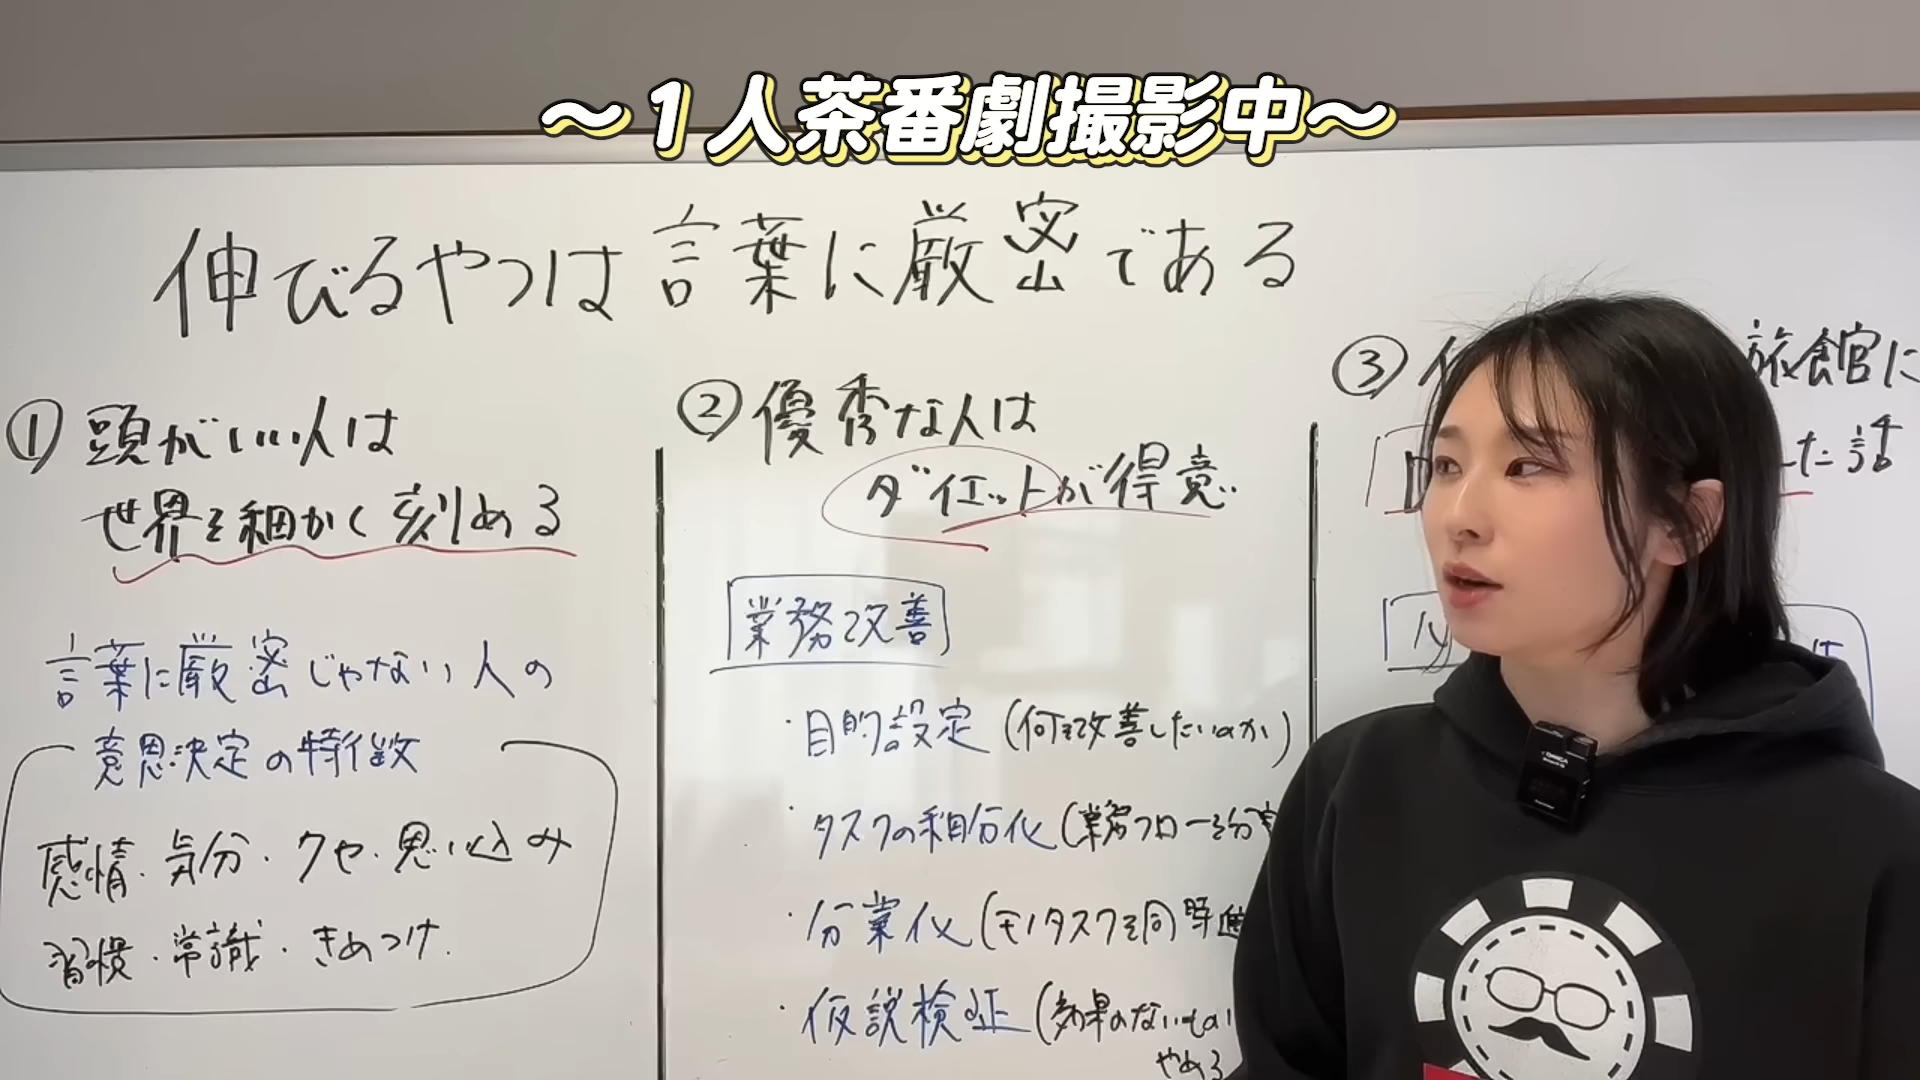 ～1人茶番劇撮影中～
伸びるやつは言葉に厳密である
① 頭がいい人は
世界を細かく刻める
言葉に厳密じゃない人の
意思決定の特徴
感情・気分・クセ・思い込み
習慣・常識・きめつけ
② 優秀な人は
ダイエットが得意
業務改善
・目的設定 (何を改善したいのか)
・タスクの細分化 (業務フローを分
・分業化 (モノタスクを同時進
・仮説検証 (効果のないものは
やめる
③
旅館に
た話